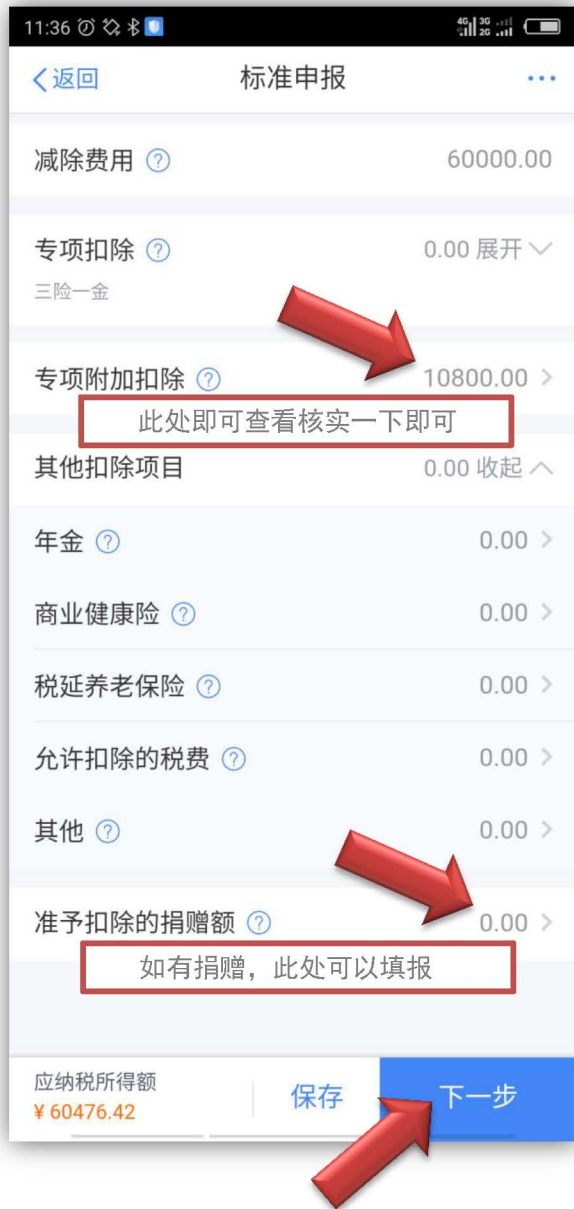 11:36
4G 3G 2G
返回 标准申报
减除费用 ? 60000.00
专项扣除 ? 0.00 展开
三险一金
专项附加扣除 ? 10800.00
此处即可查看核实一下即可
其他扣除项目 0.00 收起
年金 ? 0.00
商业健康险 ? 0.00
税延养老保险 ? 0.00
允许扣除的税费 ? 0.00
其他 ? 0.00
准予扣除的捐赠额 ? 0.00
如有捐赠，此处可以填报
应纳税所得额
¥60476.42
保存 下一步